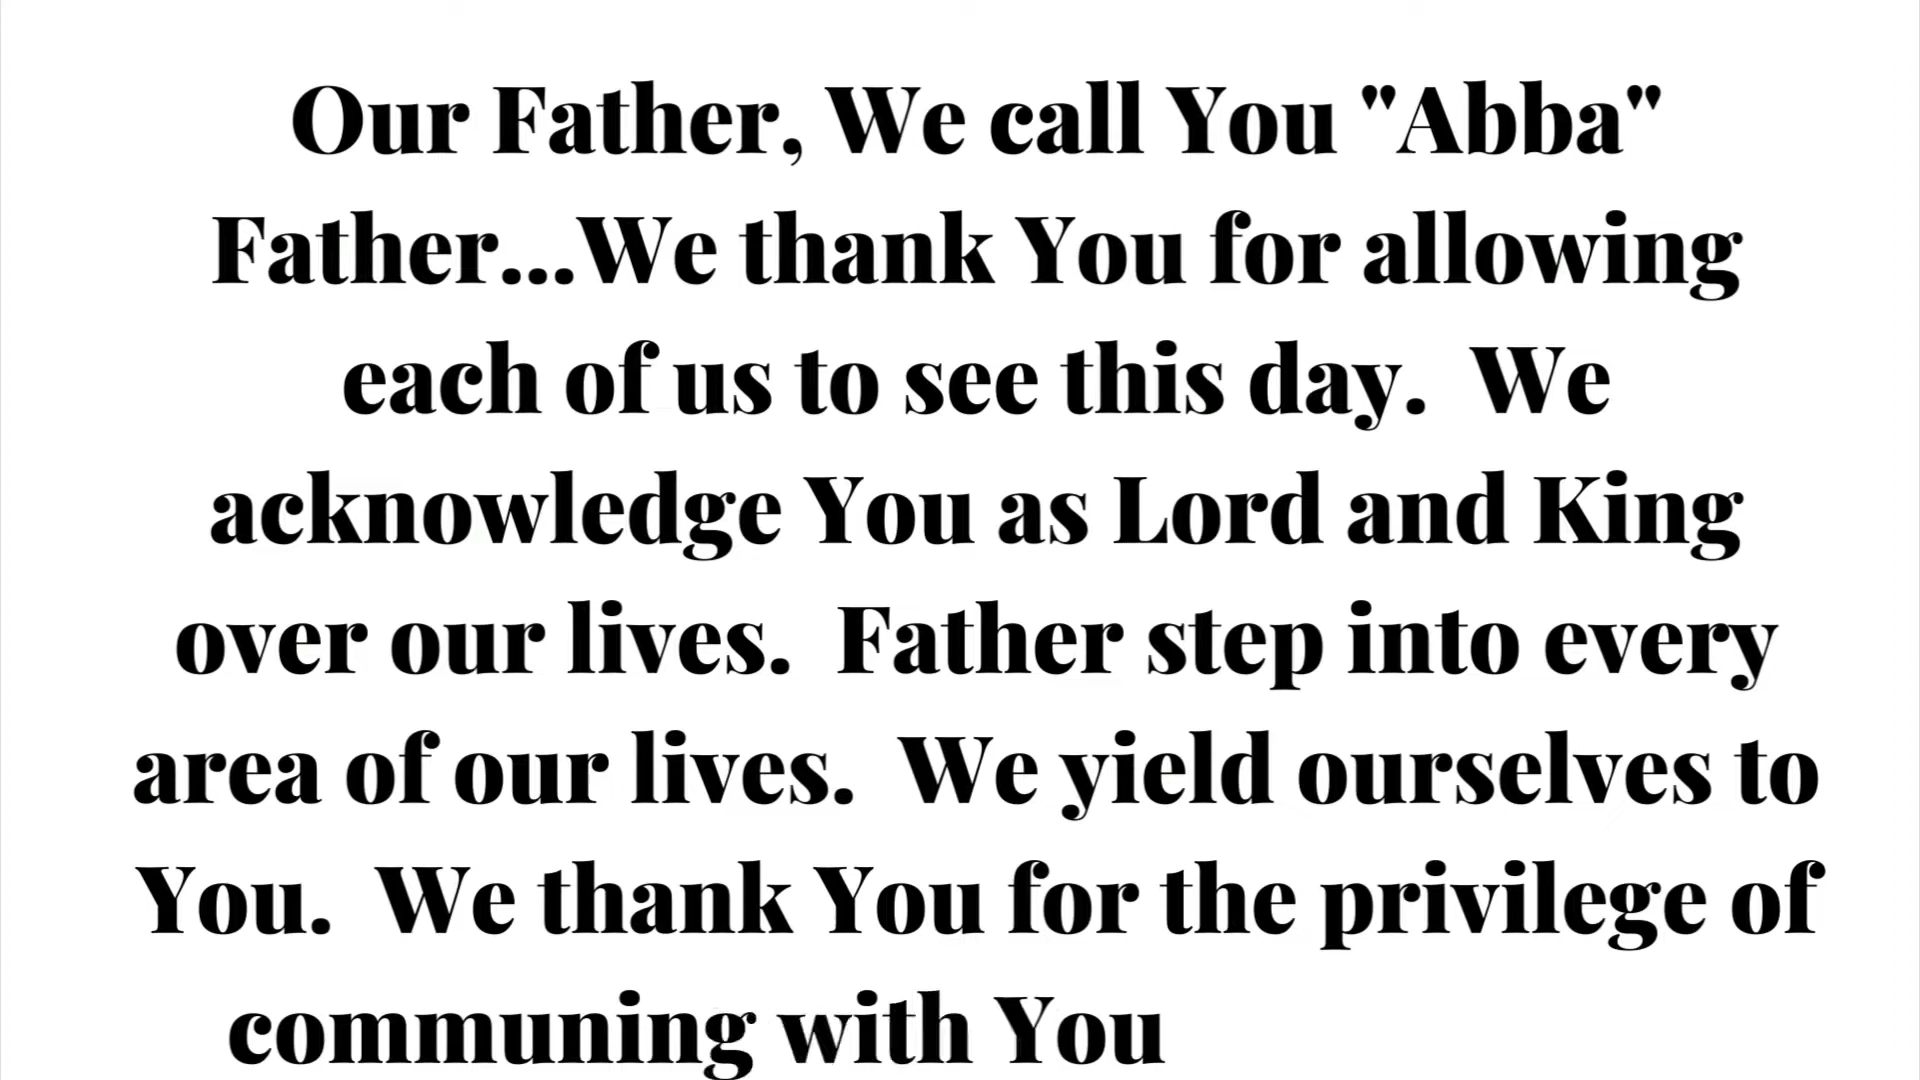 Our Father, We call You "Abba"
Father...We thank You for allowing
each of us to see this day.  We
acknowledge You as Lord and King
over our lives.  Father step into every
area of our lives.  We yield ourselves to
You.  We thank You for the privilege of
communing with You